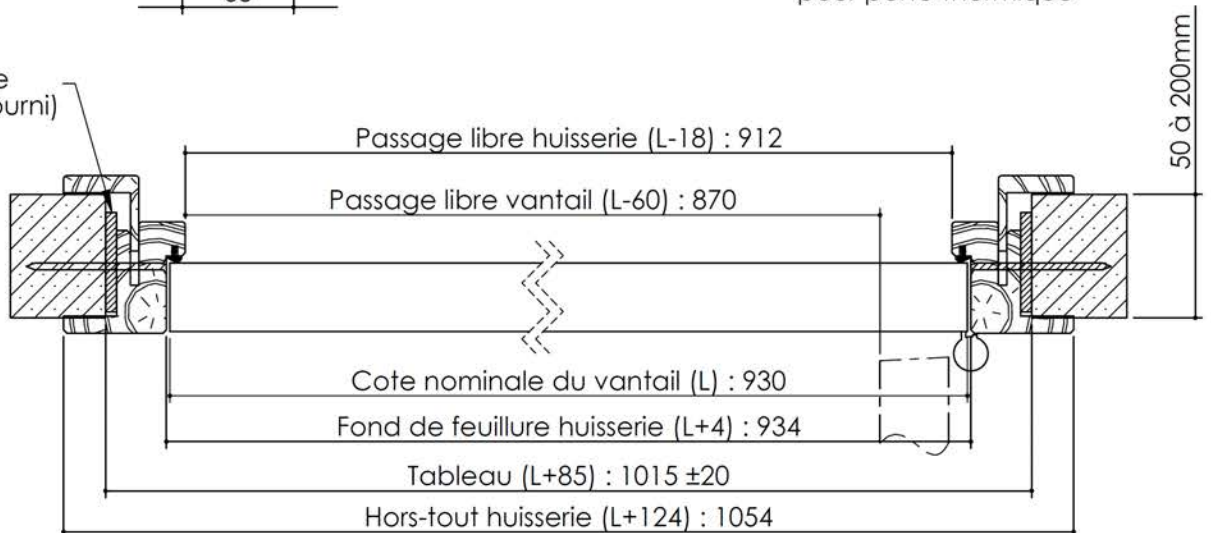 50 à 200mm
Passage libre huisserie (L-18) : 912
Passage libre vantail (L-60) : 870
Cote nominale du vantail (L) : 930
Fond de feuillure huisserie (L+4) : 934
Tableau (L+85) : 1015 ±20
Hors-tout huisserie (L+124) : 1054